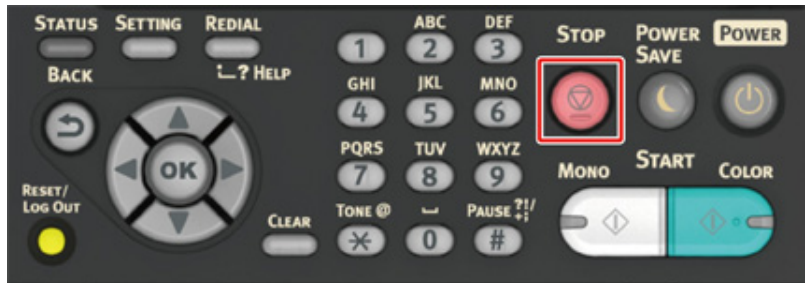 STATUS SETTING REDIAL
?HELP
BACK
OK
RESET/
LOG OUT
CLEAR
1
ABC
2
DEF
3
GHI
4
JKL
5
MNO
6
PQRS
7
TUV
8
WXYZ
9
TONE @
*
0
PAUSE ?!/
+;
#
STOP
POWER
SAVE
POWER
MONO START COLOR